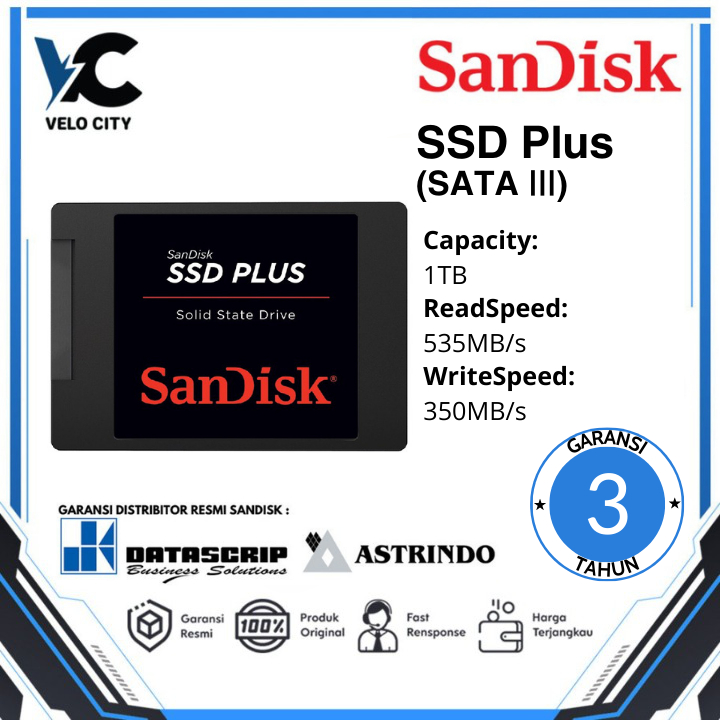 VELO CITY
SanDisk
SSD Plus
(SATA III)
Capacity:
1TB
ReadSpeed:
535MB/s
WriteSpeed:
350MB/s
SanDisk
SSD PLUS
Solid State Drive
SanDisk®
GARANSI
3
TAHUN
GARANSI DISTRIBITOR RESMI SANDISK :
DATASCRIP
Business Solutions
ASTRINDO
Garansi
Resmi
100%
Produk
Original
Fast
Rensponse
Harga
Terjangkau